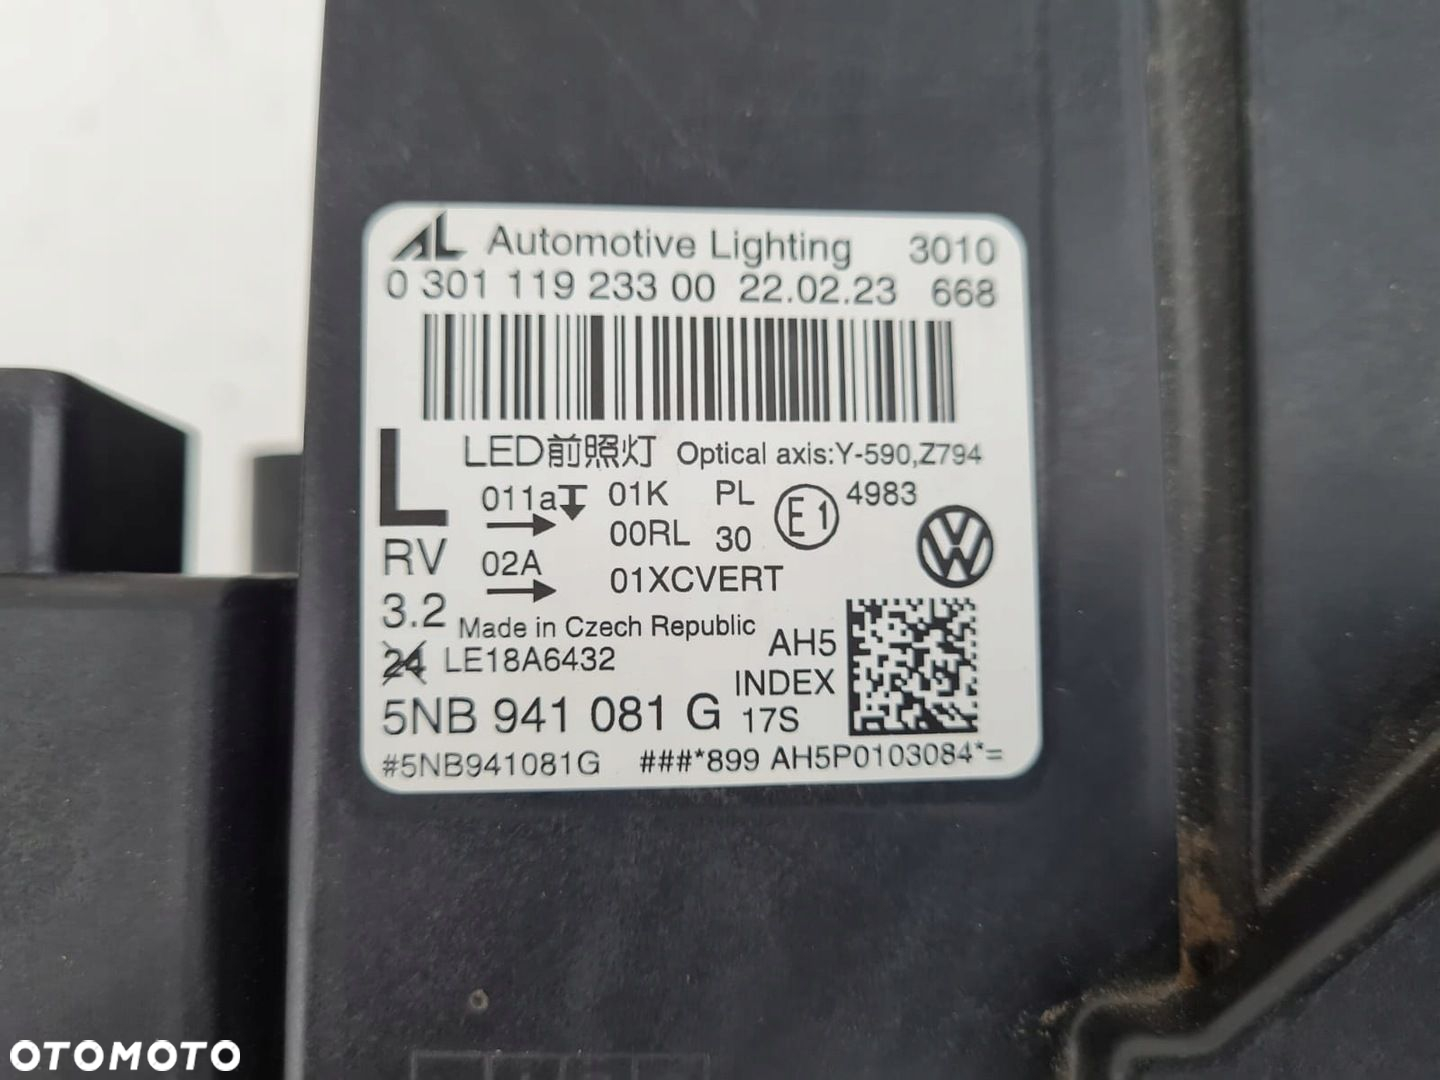 AL Automotive Lighting 3010
0 301 119 233 00 22.02.23 668
L LED前照灯 Optical axis:Y-590,Z794
011a 01K PL E1 4983
00RL 30
RV 02A 01XCVERT
3.2 Made in Czech Republic AH5
24 LE18A6432 INDEX
5NB 941 081 G 17S
#5NB941081G ###*899 AH5P0103084*=
OTOMOTO